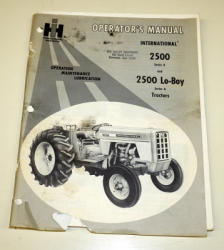 IH
OPERATOR'S MANUAL
INTERNATIONAL
2500
Series A
and
2500 Lo-Boy
Series A
Tractors
OPERATION
MAINTENANCE
LUBRICATION